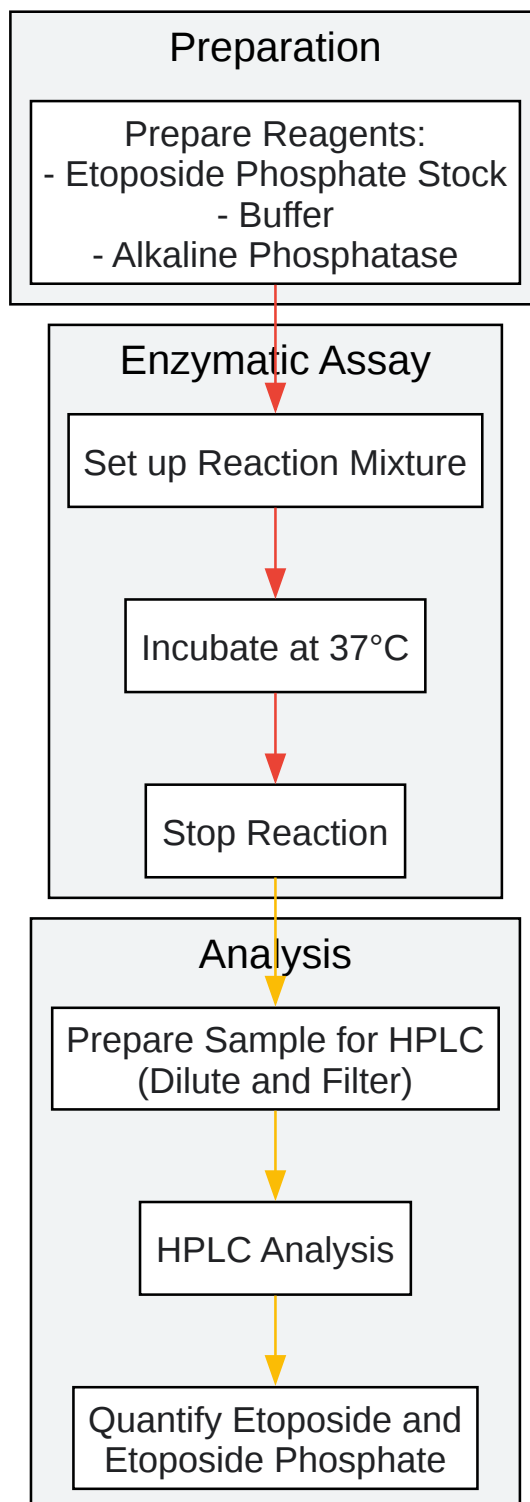 Preparation
Prepare Reagents:
- Etoposide Phosphate Stock
- Buffer
- Alkaline Phosphatase
Enzymatic Assay
Set up Reaction Mixture
Incubate at 37°C
Stop Reaction
Analysis
Prepare Sample for HPLC
(Dilute and Filter)
HPLC Analysis
Quantify Etoposide and
Etoposide Phosphate